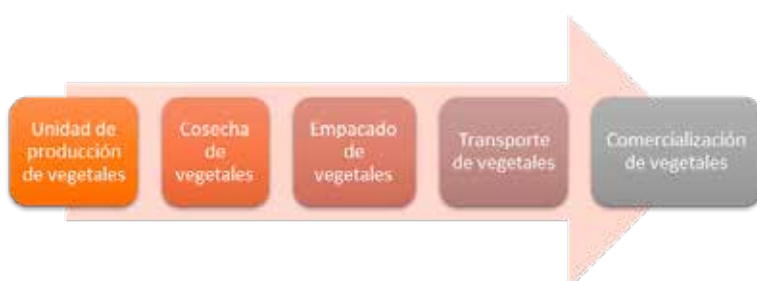 Unidad de
producción
de vegetales
Cosecha
de
vegetales
Empacado
de
vegetales
Transporte
de vegetales
Comercialización
de vegetales